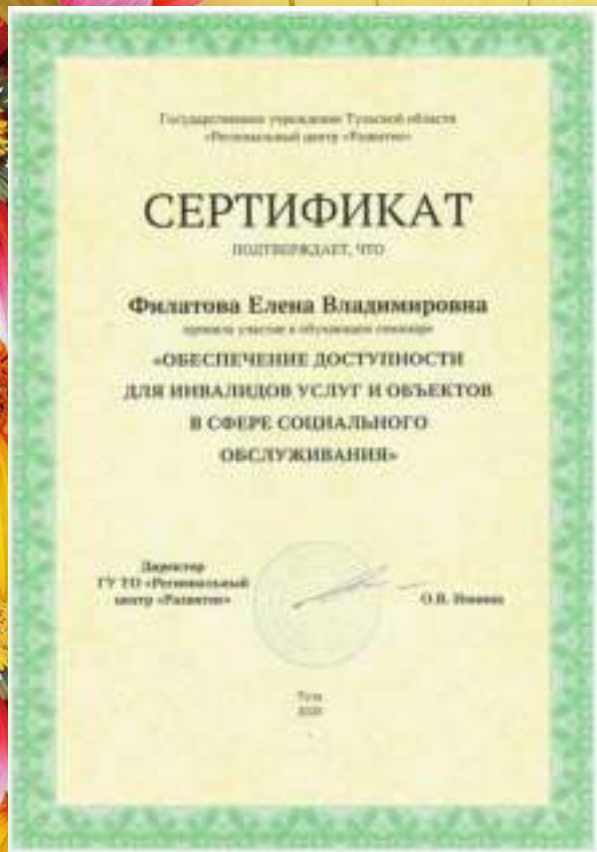 Государственное учреждение Тульской области
«Региональный центр «Развитие»
СЕРТИФИКАТ
ПОДТВЕРЖДАЕТ, ЧТО
Филатова Елена Владимировна
приняла участие в обучающем семинаре
«ОБЕСПЕЧЕНИЕ ДОСТУПНОСТИ
ДЛЯ ИНВАЛИДОВ УСЛУГ И ОБЪЕКТОВ
В СФЕРЕ СОЦИАЛЬНОГО
ОБСЛУЖИВАНИЯ»
Директор
ГУ ТО «Региональный
центр «Развитие»
О.В.
Тула